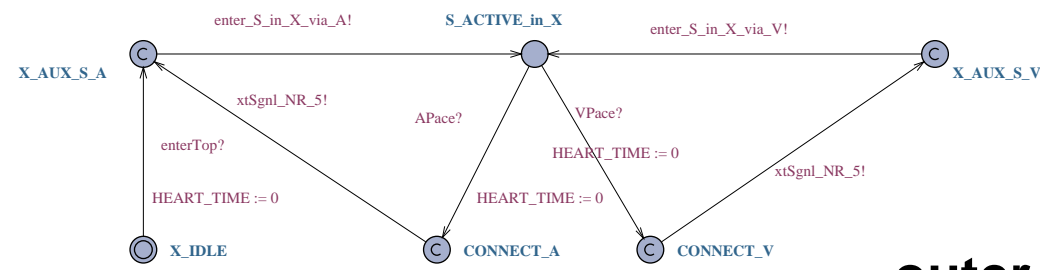 enter_S_in_X_via_A!
S_ACTIVE_in_X
enter_S_in_X_via_V!
C
C
X_AUX_S_A
X_AUX_S_V
xtSgnl_NR_5!
APace?
VPace?
enterTop?
HEART_TIME := 0
xtSgnl_NR_5!
HEART_TIME := 0
HEART_TIME := 0
X_IDLE
C
CONNECT_A
C
CONNECT_V